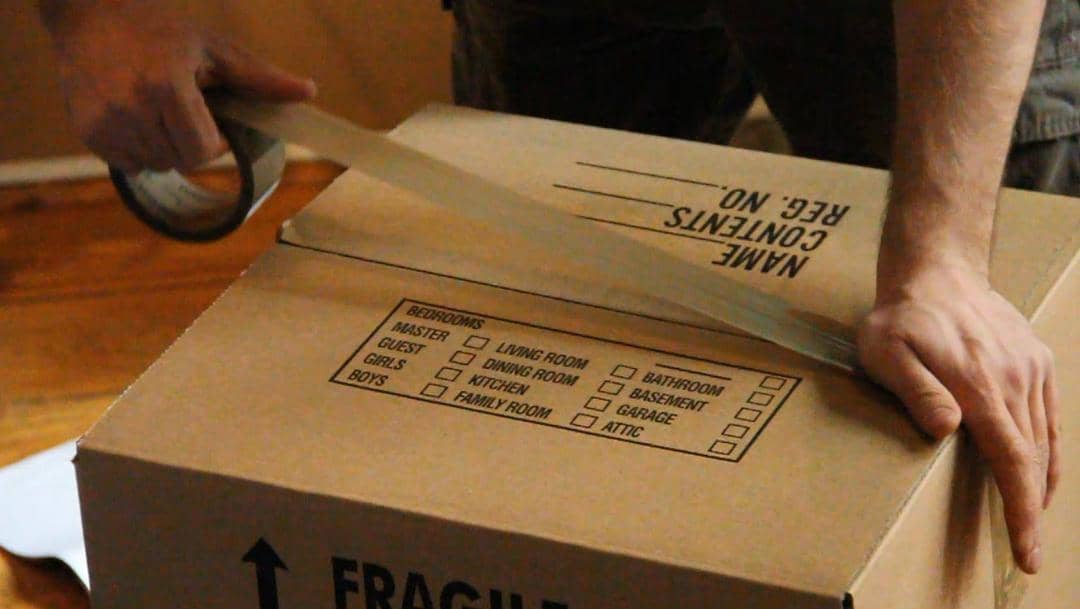 NAME
CONTENTS
REG. NO.
BEDROOMS
MASTER
GUEST
GIRLS
BOYS
LIVING ROOM
DINING ROOM
KITCHEN
FAMILY ROOM
BATHROOM
BASEMENT
GARAGE
ATTIC
FRAGILE